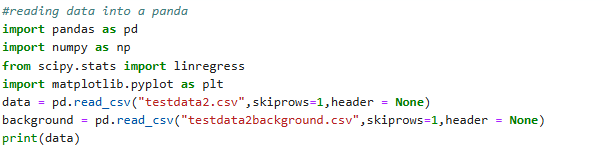 #reading data into a panda
import pandas as pd
import numpy as np
from scipy.stats import linregress
import matplotlib.pyplot as plt
data = pd.read_csv("testdata2.csv",skiprows=1,header = None)
background = pd.read_csv("testdata2background.csv",skiprows=1,header = None)
print(data)